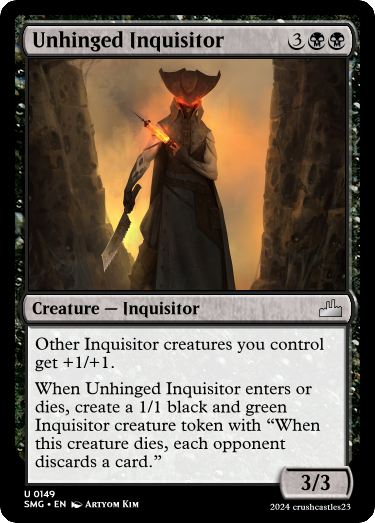 Unhinged Inquisitor 3
Creature — Inquisitor
Other Inquisitor creatures you control
get +1/+1.
When Unhinged Inquisitor enters or
dies, create a 1/1 black and green
Inquisitor creature token with “When
this creature dies, each opponent
discards a card.”
3/3
U 0149
SMG • EN Artyom Kim
2024 crushcastles23